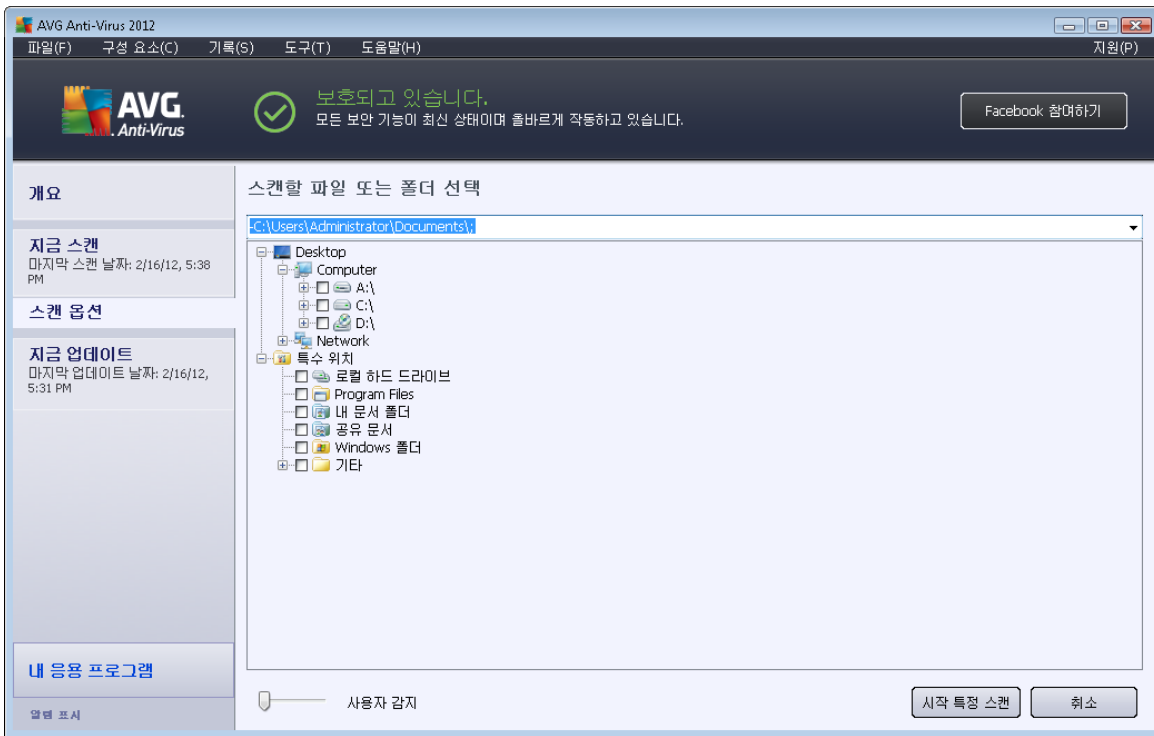 AVG Anti-Virus 2012
파일(F) 구성 요소(C) 기록(S) 도구(T) 도움말(H) 지원(P)
AVG.
Anti-Virus
보호되고 있습니다.
모든 보안 기능이 최신 상태이며 올바르게 작동하고 있습니다.
Facebook 참여하기
개요
지금 스캔
마지막 스캔 날짜: 2/16/12, 5:38
PM
스캔 옵션
지금 업데이트
마지막 업데이트 날짜: 2/16/12,
5:31 PM
내 응용 프로그램
알림 표시
스캔할 파일 또는 폴더 선택
-C:\Users\Administrator\Documents\;
Desktop
Computer
A:\
C:\
D:\
Network
특수 위치
로컬 하드 드라이브
Program Files
내 문서 폴더
공유 문서
Windows 폴더
기타
사용자 감지
시작 특정 스캔
취소